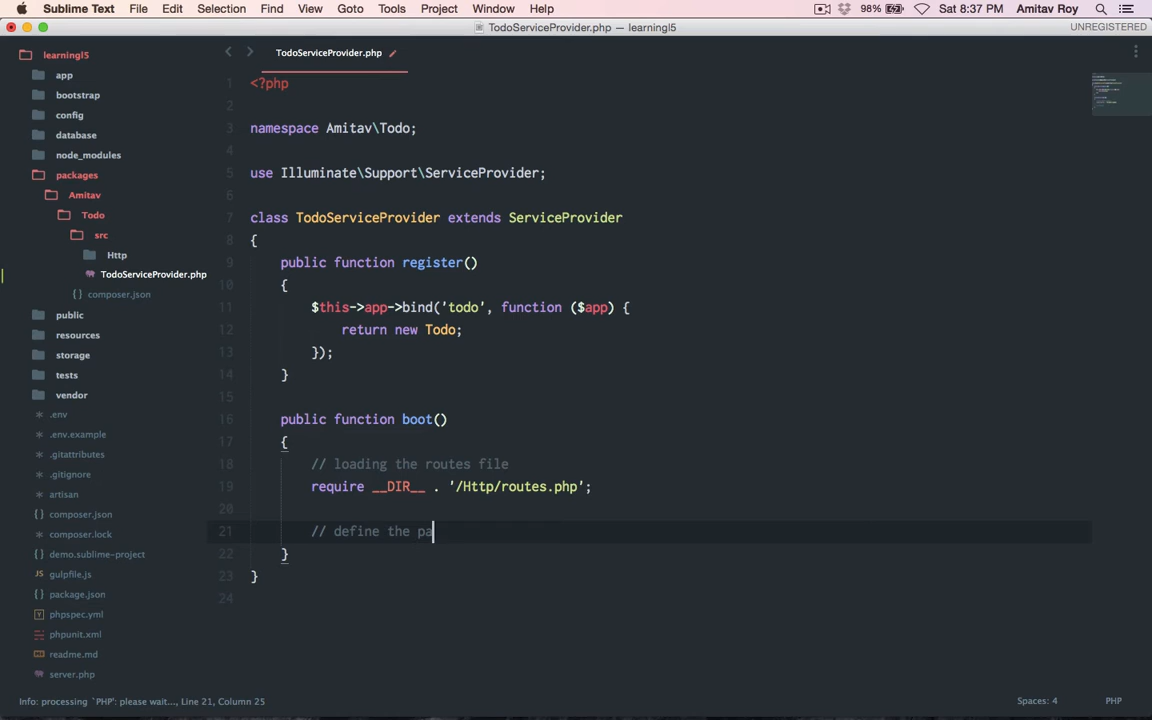 Sublime Text File Edit Selection Find View Goto Tools Project Window Help 98% Sat 8:37 PM Amitav Roy
TodoServiceProvider.php — learningl5 UNREGISTERED
learningl5
app
bootstrap
config
database
node_modules
packages
Amitav
Todo
src
Http
TodoServiceProvider.php
composer.json
public
resources
storage
tests
vendor
.env
.env.example
.gitattributes
.gitignore
artisan
composer.json
composer.lock
demo.sublime-project
gulpfile.js
package.json
phpspec.yml
phpunit.xml
readme.md
server.php
TodoServiceProvider.php
1 <?php
2
3 namespace Amitav\Todo;
4
5 use Illuminate\Support\ServiceProvider;
6
7 class TodoServiceProvider extends ServiceProvider
8 {
9 public function register()
10 {
11 $this->app->bind('todo', function ($app) {
12 return new Todo;
13 });
14 }
15
16 public function boot()
17 {
18 // loading the routes file
19 require __DIR__ . '/Http/routes.php';
20
21 // define the pa
22 }
23 }
24
Info: processing `PHP': please wait..., Line 21, Column 25 Spaces: 4 PHP